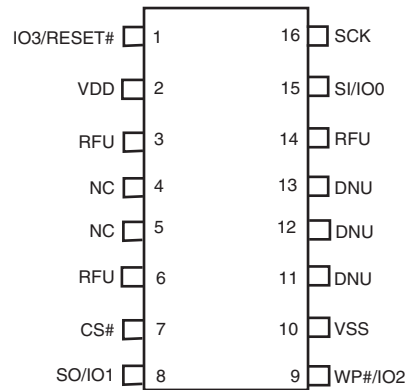 IO3/RESET# 1 16 SCK
VDD 2 15 SI/IO0
RFU 3 14 RFU
NC 4 13 DNU
NC 5 12 DNU
RFU 6 11 DNU
CS# 7 10 VSS
SO/IO1 8 9 WP#/IO2